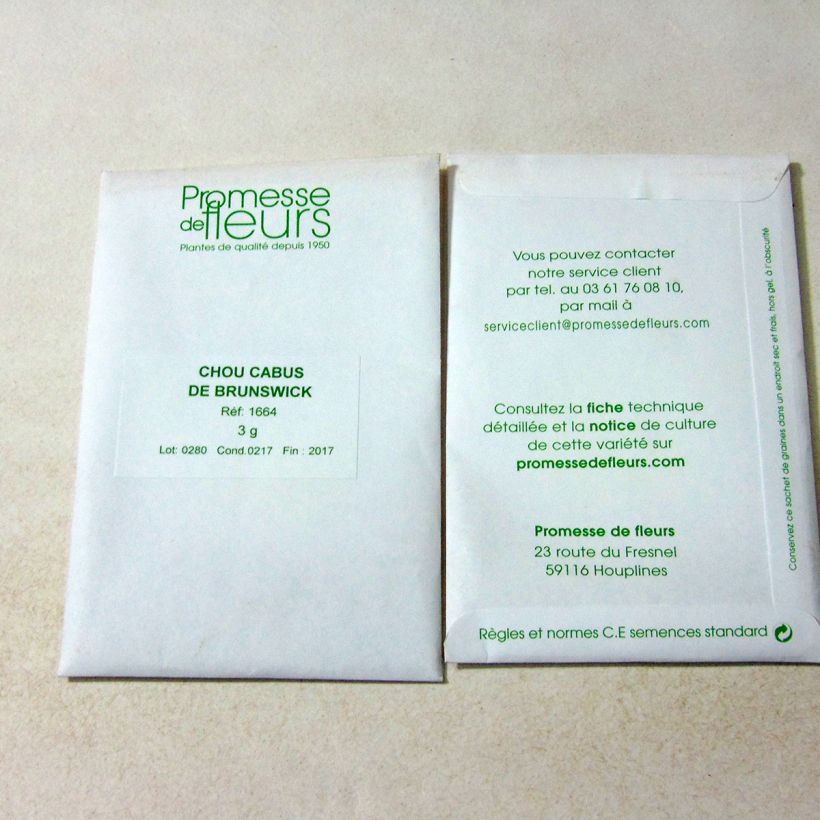 Promesse
de fleurs
Plantes de qualité depuis 1950
CHOU CABUS
DE BRUNSWICK
Réf: 1664
3 g
Lot: 0280 Cond.0217 Fin : 2017
Vous pouvez contacter
notre service client
par tel. au 03 61 76 08 10,
par mail à
serviceclient@promessedefleurs.com
Consultez la fiche technique
détaillée et la notice de culture
de cette variété sur
promessedefleurs.com
Promesse de fleurs
23 route du Fresnel
59116 Houplines
Règles et normes C.E semences standard
Conservez ce sachet de graines dans un endroit sec et frais, hors gel, à l'obscurité